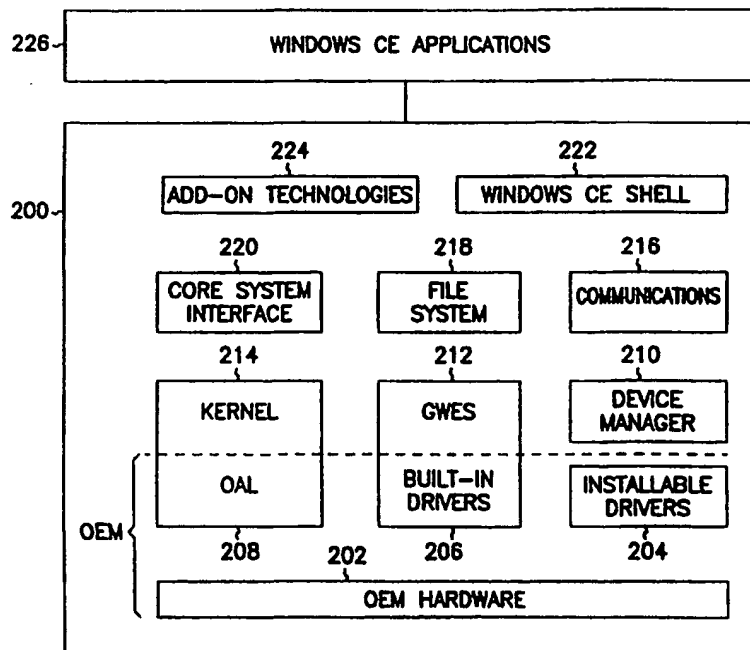 226
WINDOWS CE APPLICATIONS
224
222
200
ADD-ON TECHNOLOGIES
WINDOWS CE SHELL
220
218
216
CORE SYSTEM
INTERFACE
FILE
SYSTEM
COMMUNICATIONS
214
212
210
KERNEL
GWES
DEVICE
MANAGER
OEM
OAL
BUILT-IN
DRIVERS
INSTALLABLE
DRIVERS
208
202
206
204
OEM HARDWARE